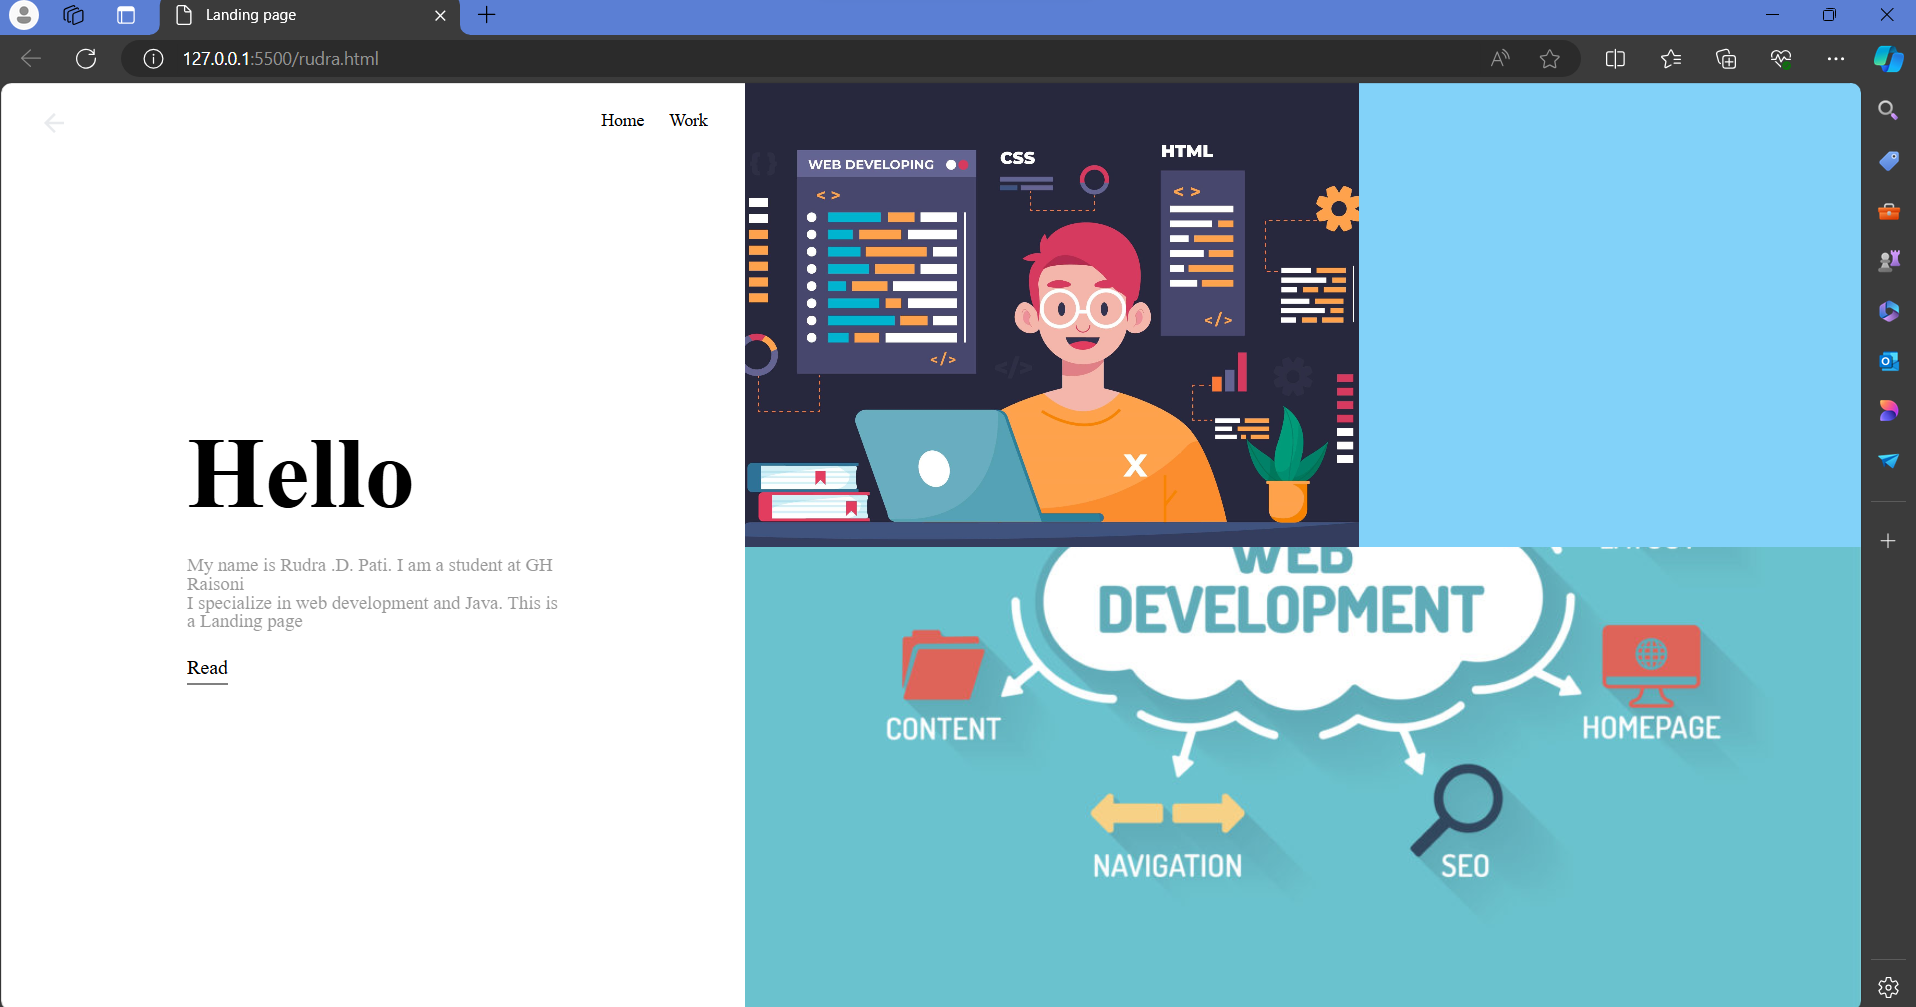 Landing page
127.0.0.1:5500/rudra.html
Home Work
WEB DEVELOPING
CSS
HTML
< >
< >
</>
</>
</>
{ }
X
Hello
My name is Rudra .D. Pati. I am a student at GH
Raisoni
I specialize in web development and Java. This is
a Landing page
Read
WEB
DEVELOPMENT
CONTENT
HOMEPAGE
NAVIGATION
SEO